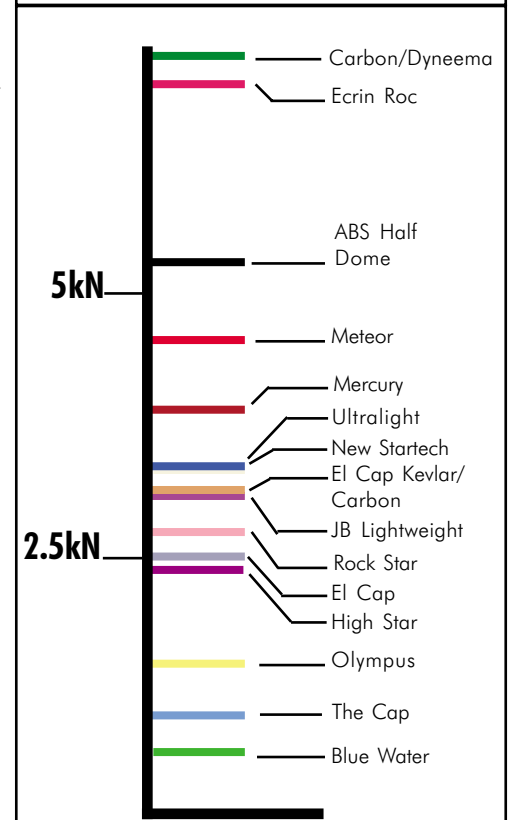 Carbon/Dyneema
Ecrin Roc
ABS Half
Dome
5kN
Meteor
Mercury
Ultralight
New Startech
El Cap Kevlar/
Carbon
JB Lightweight
2.5kN
Rock Star
El Cap
High Star
Olympus
The Cap
Blue Water